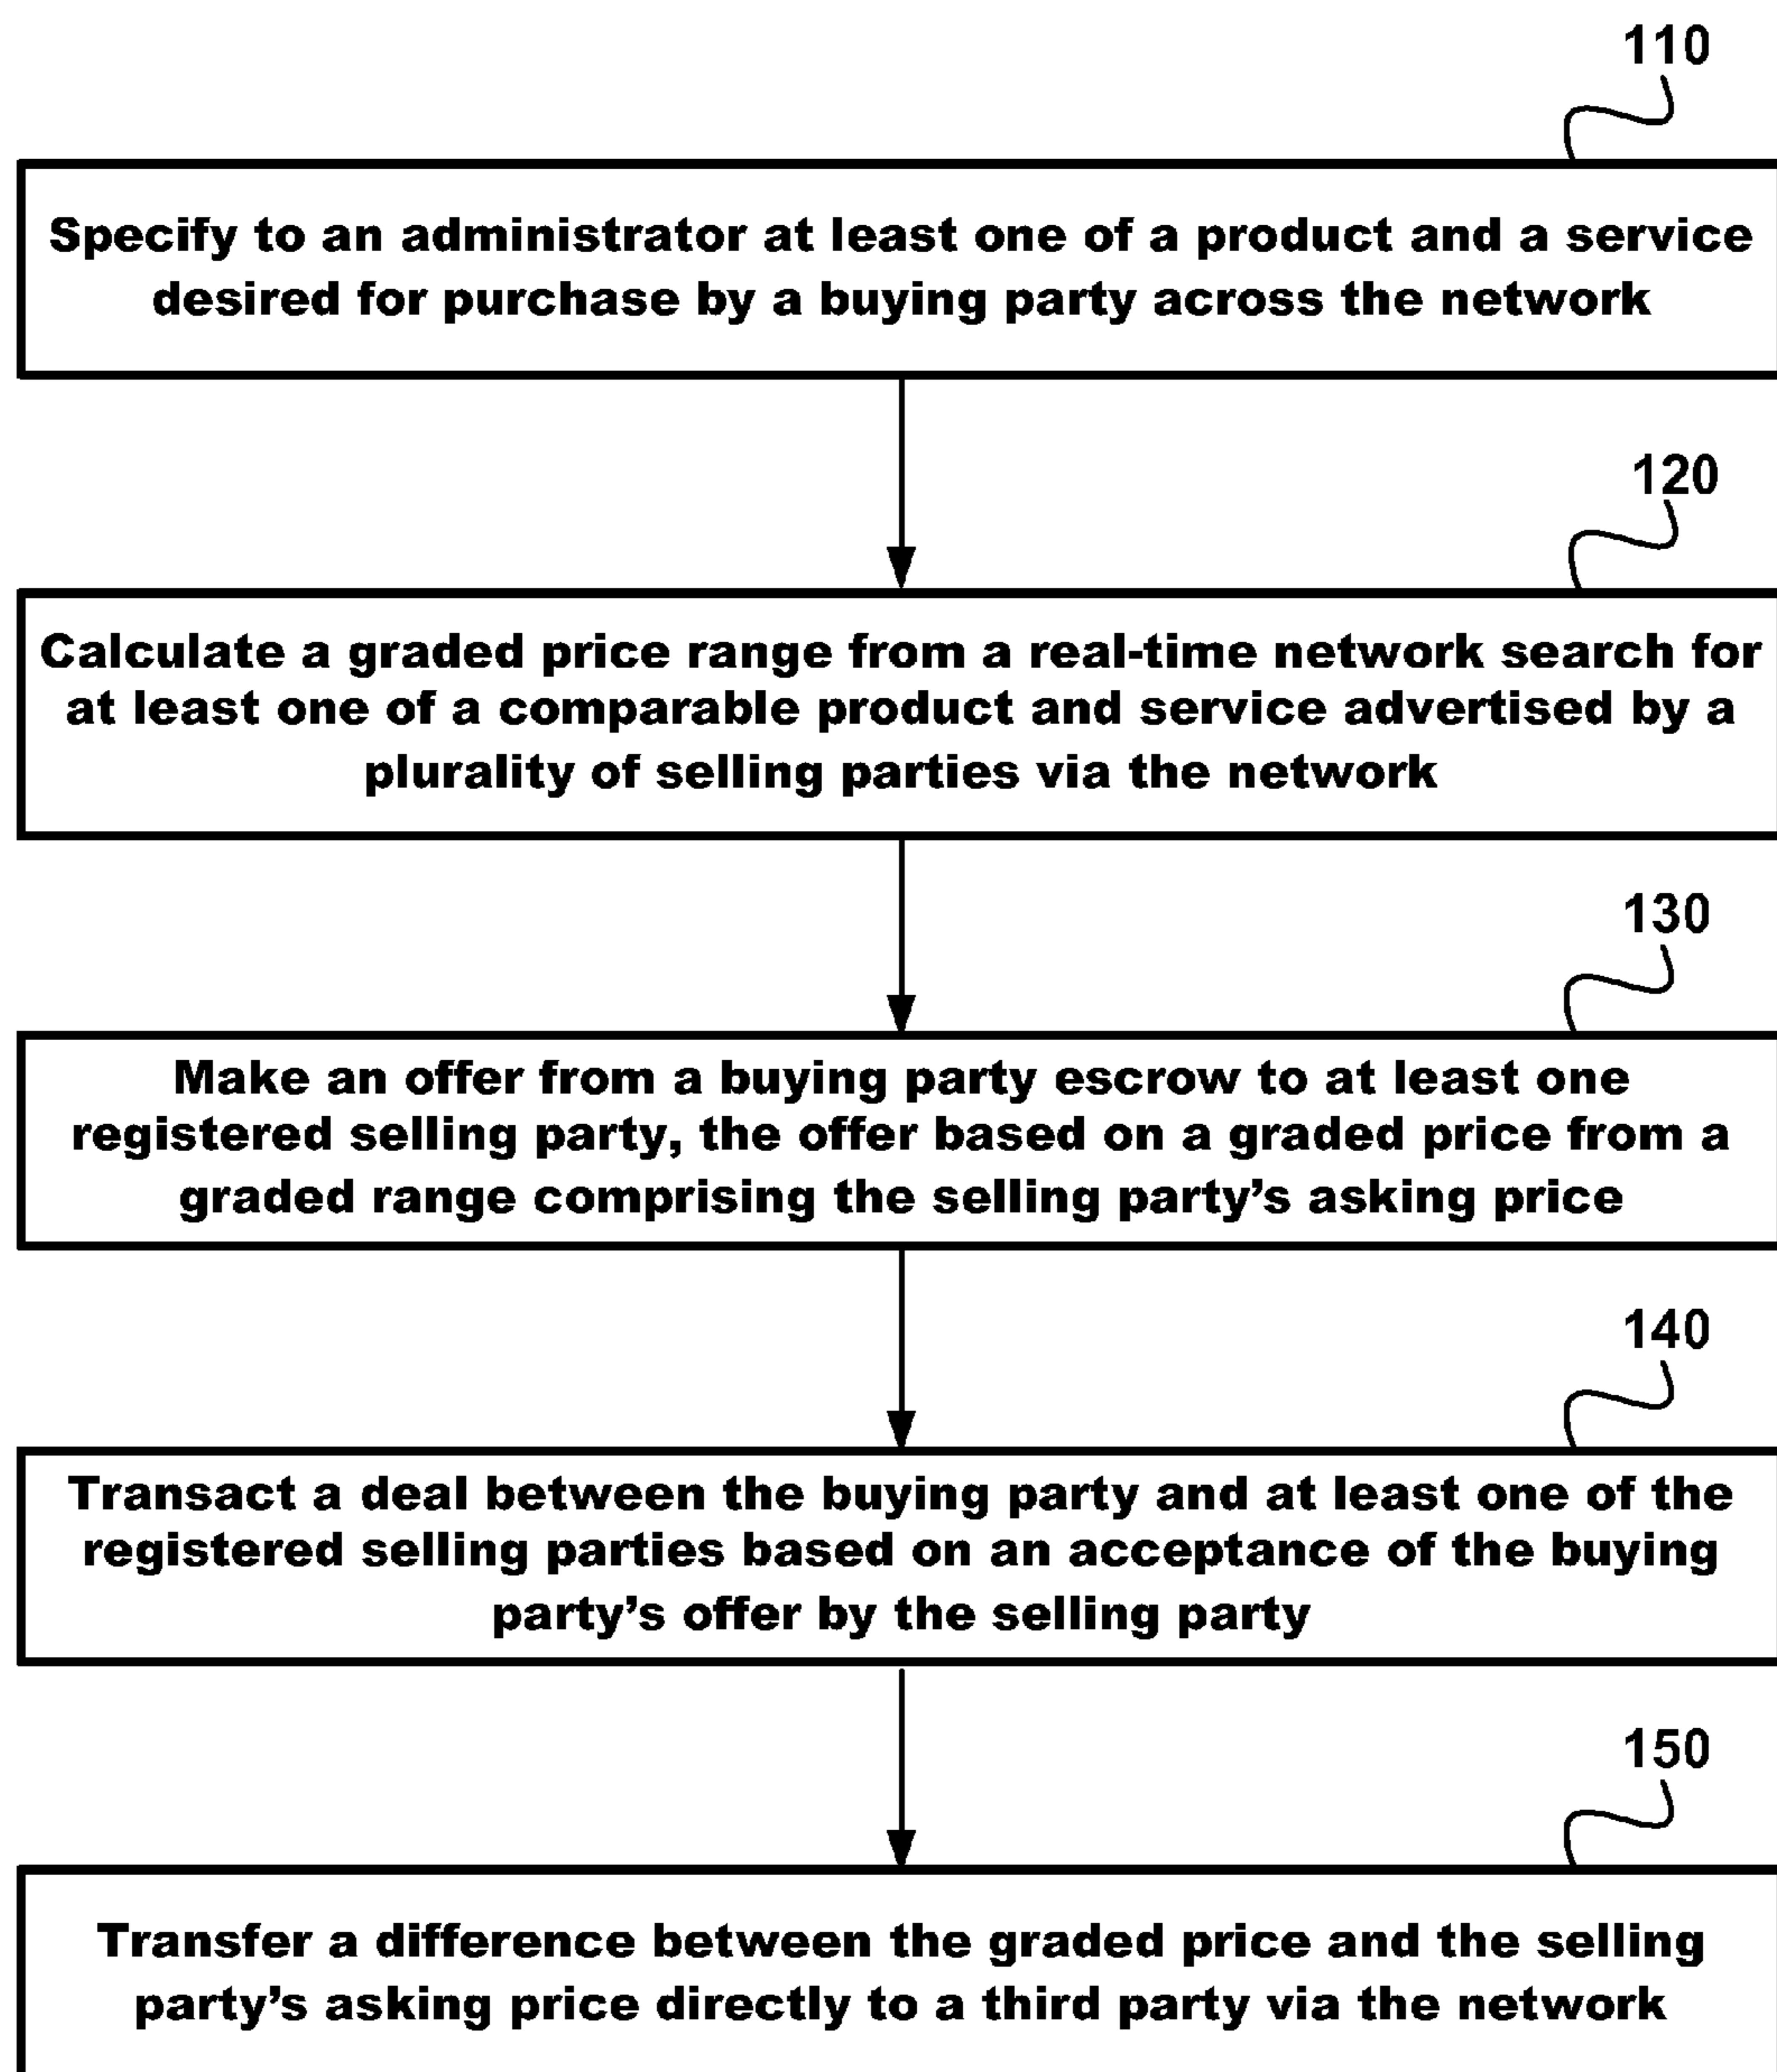 110
Specify to an administrator at least one of a product and a service
desired for purchase by a buying party across the network
120
Calculate a graded price range from a real-time network search for
at least one of a comparable product and service advertised by a
plurality of selling parties via the network
130
Make an offer from a buying party escrow to at least one
registered selling party, the offer based on a graded price from a
graded range comprising the selling party’s asking price
140
Transact a deal between the buying party and at least one of the
registered selling parties based on an acceptance of the buying
party’s offer by the selling party
150
Transfer a difference between the graded price and the selling
party’s asking price directly to a third party via the network